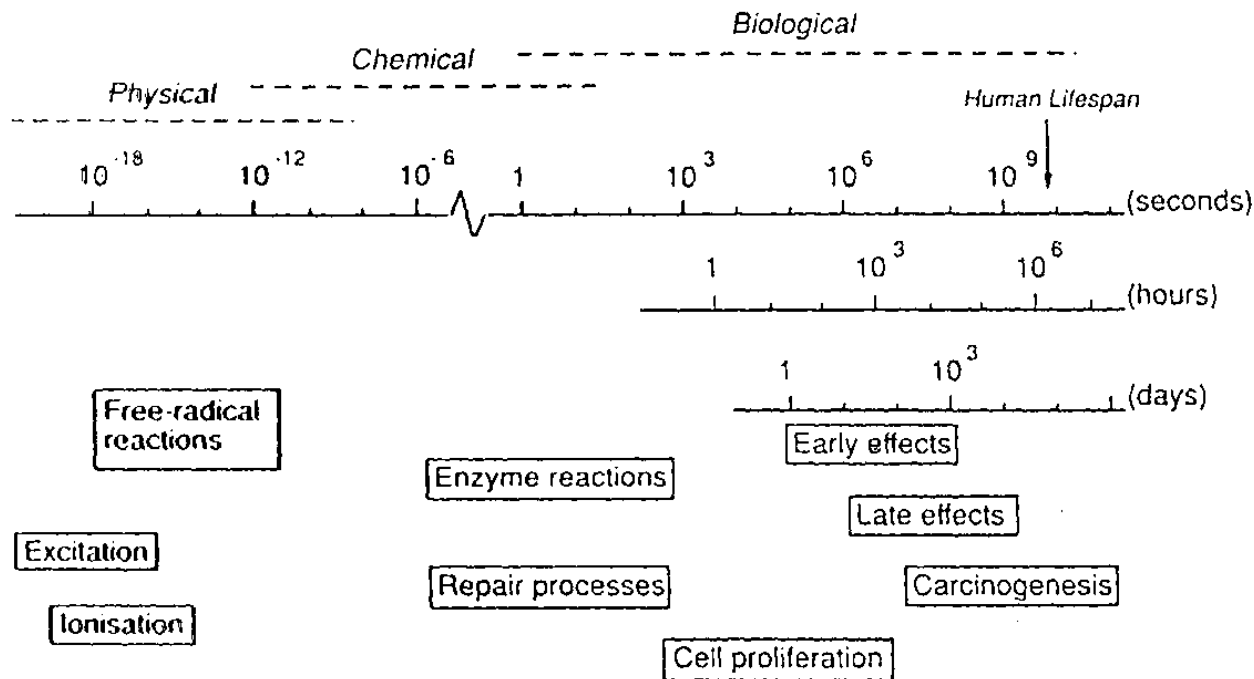 Biological
Chemical
Physical
Human Lifespan
10^-18 10^-12 10^-6 1 10^3 10^6 10^9
(seconds)
1 10^3 10^6
(hours)
1 10^3
(days)
Free-radical
reactions
Early effects
Enzyme reactions
Late effects
Excitation
Repair processes
Carcinogenesis
Ionisation
Cell proliferation